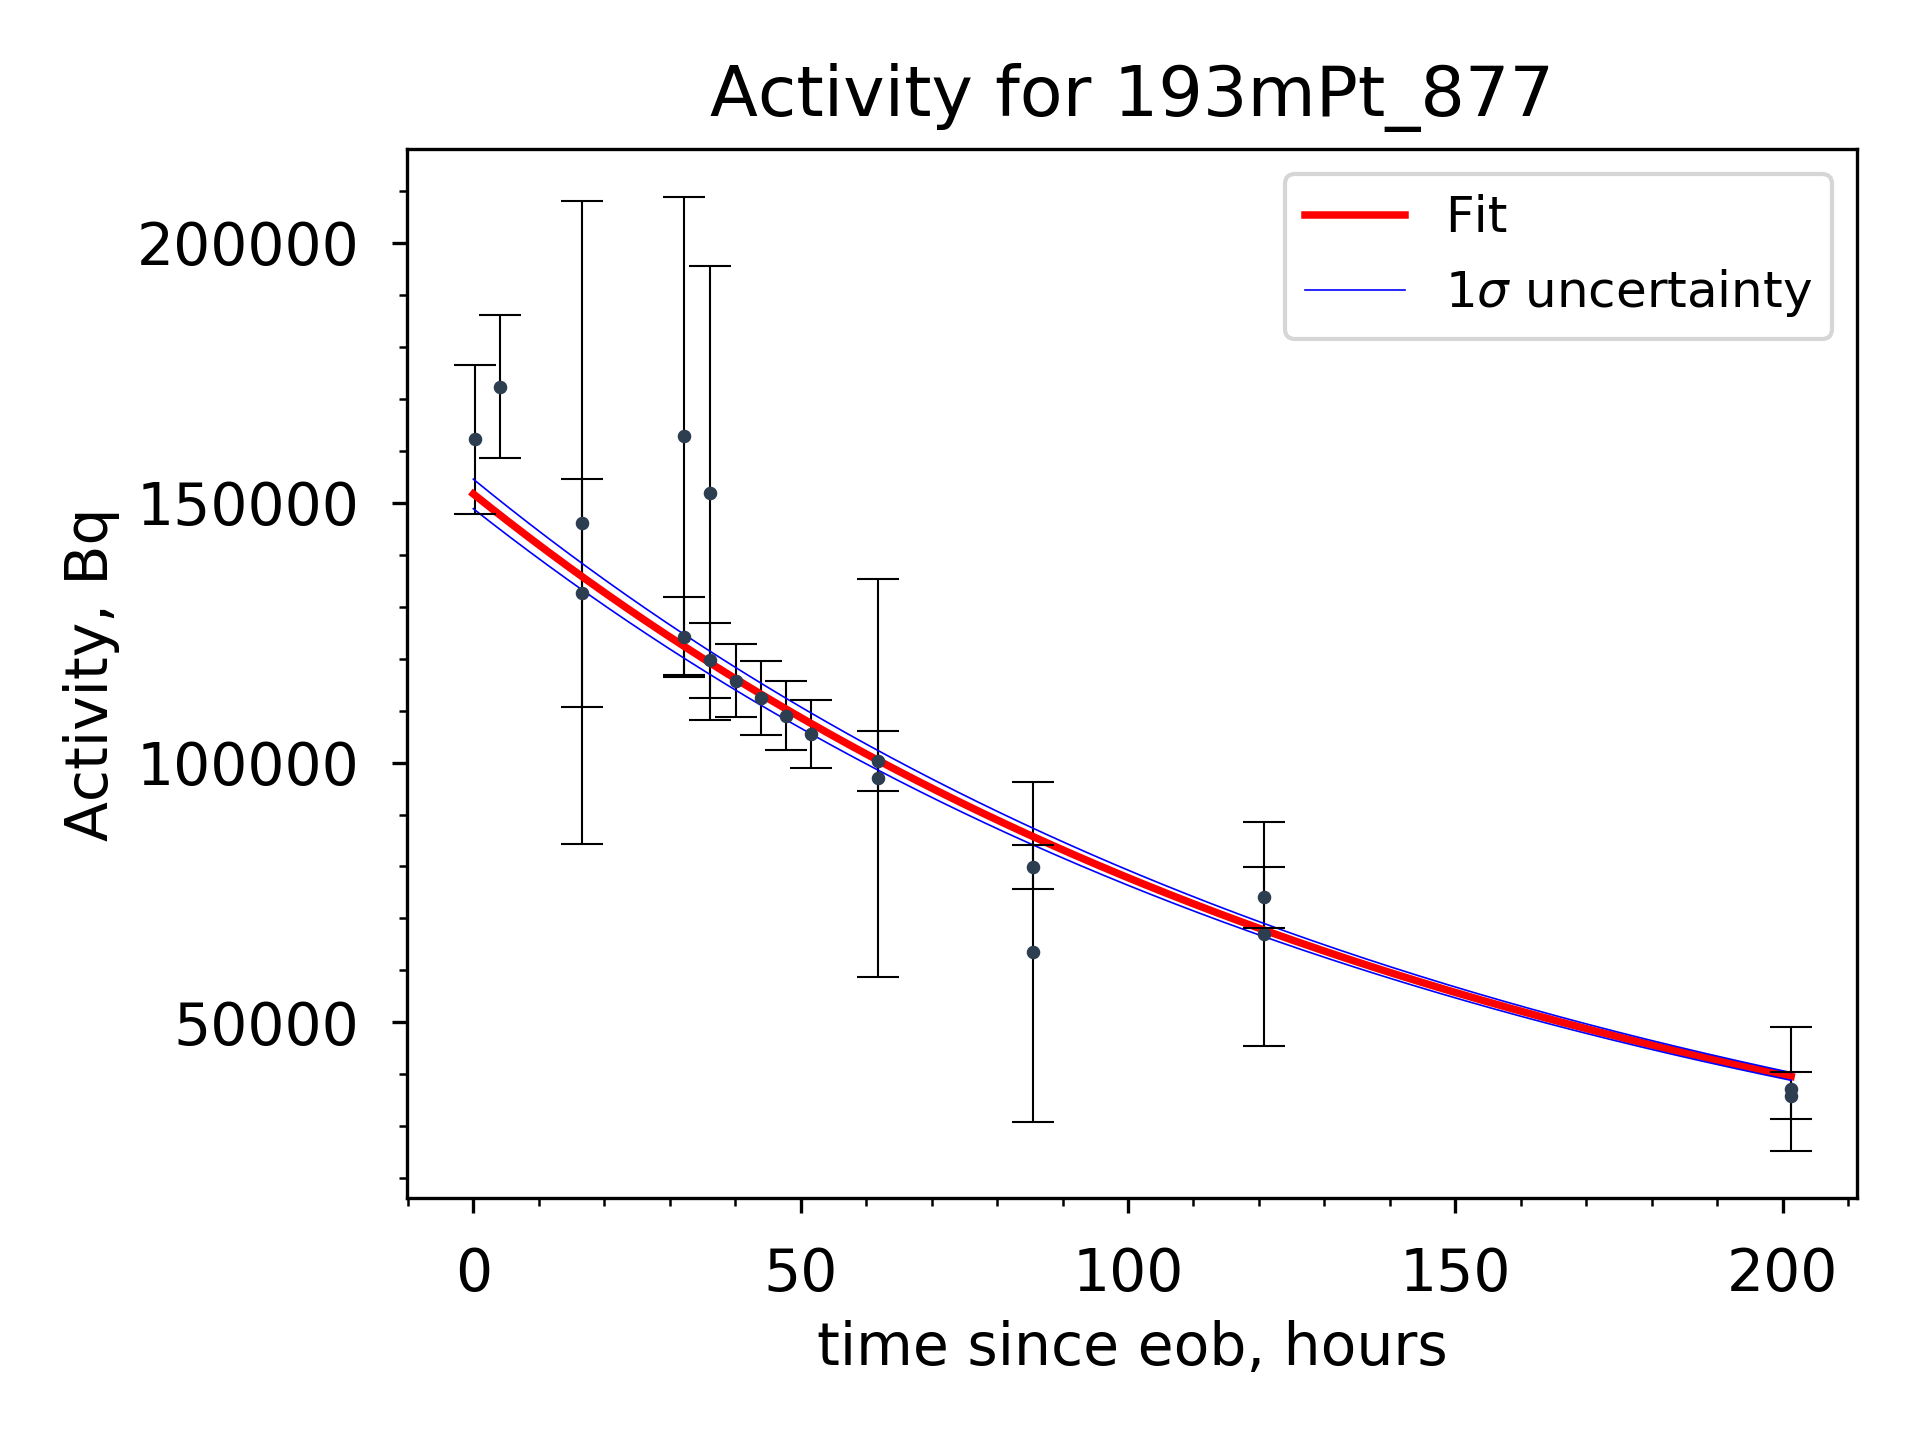 Activity for 193mPt_877
Fit
1σ uncertainty
Activity, Bq
200000
150000
100000
50000
0 50 100 150 200
time since eob, hours